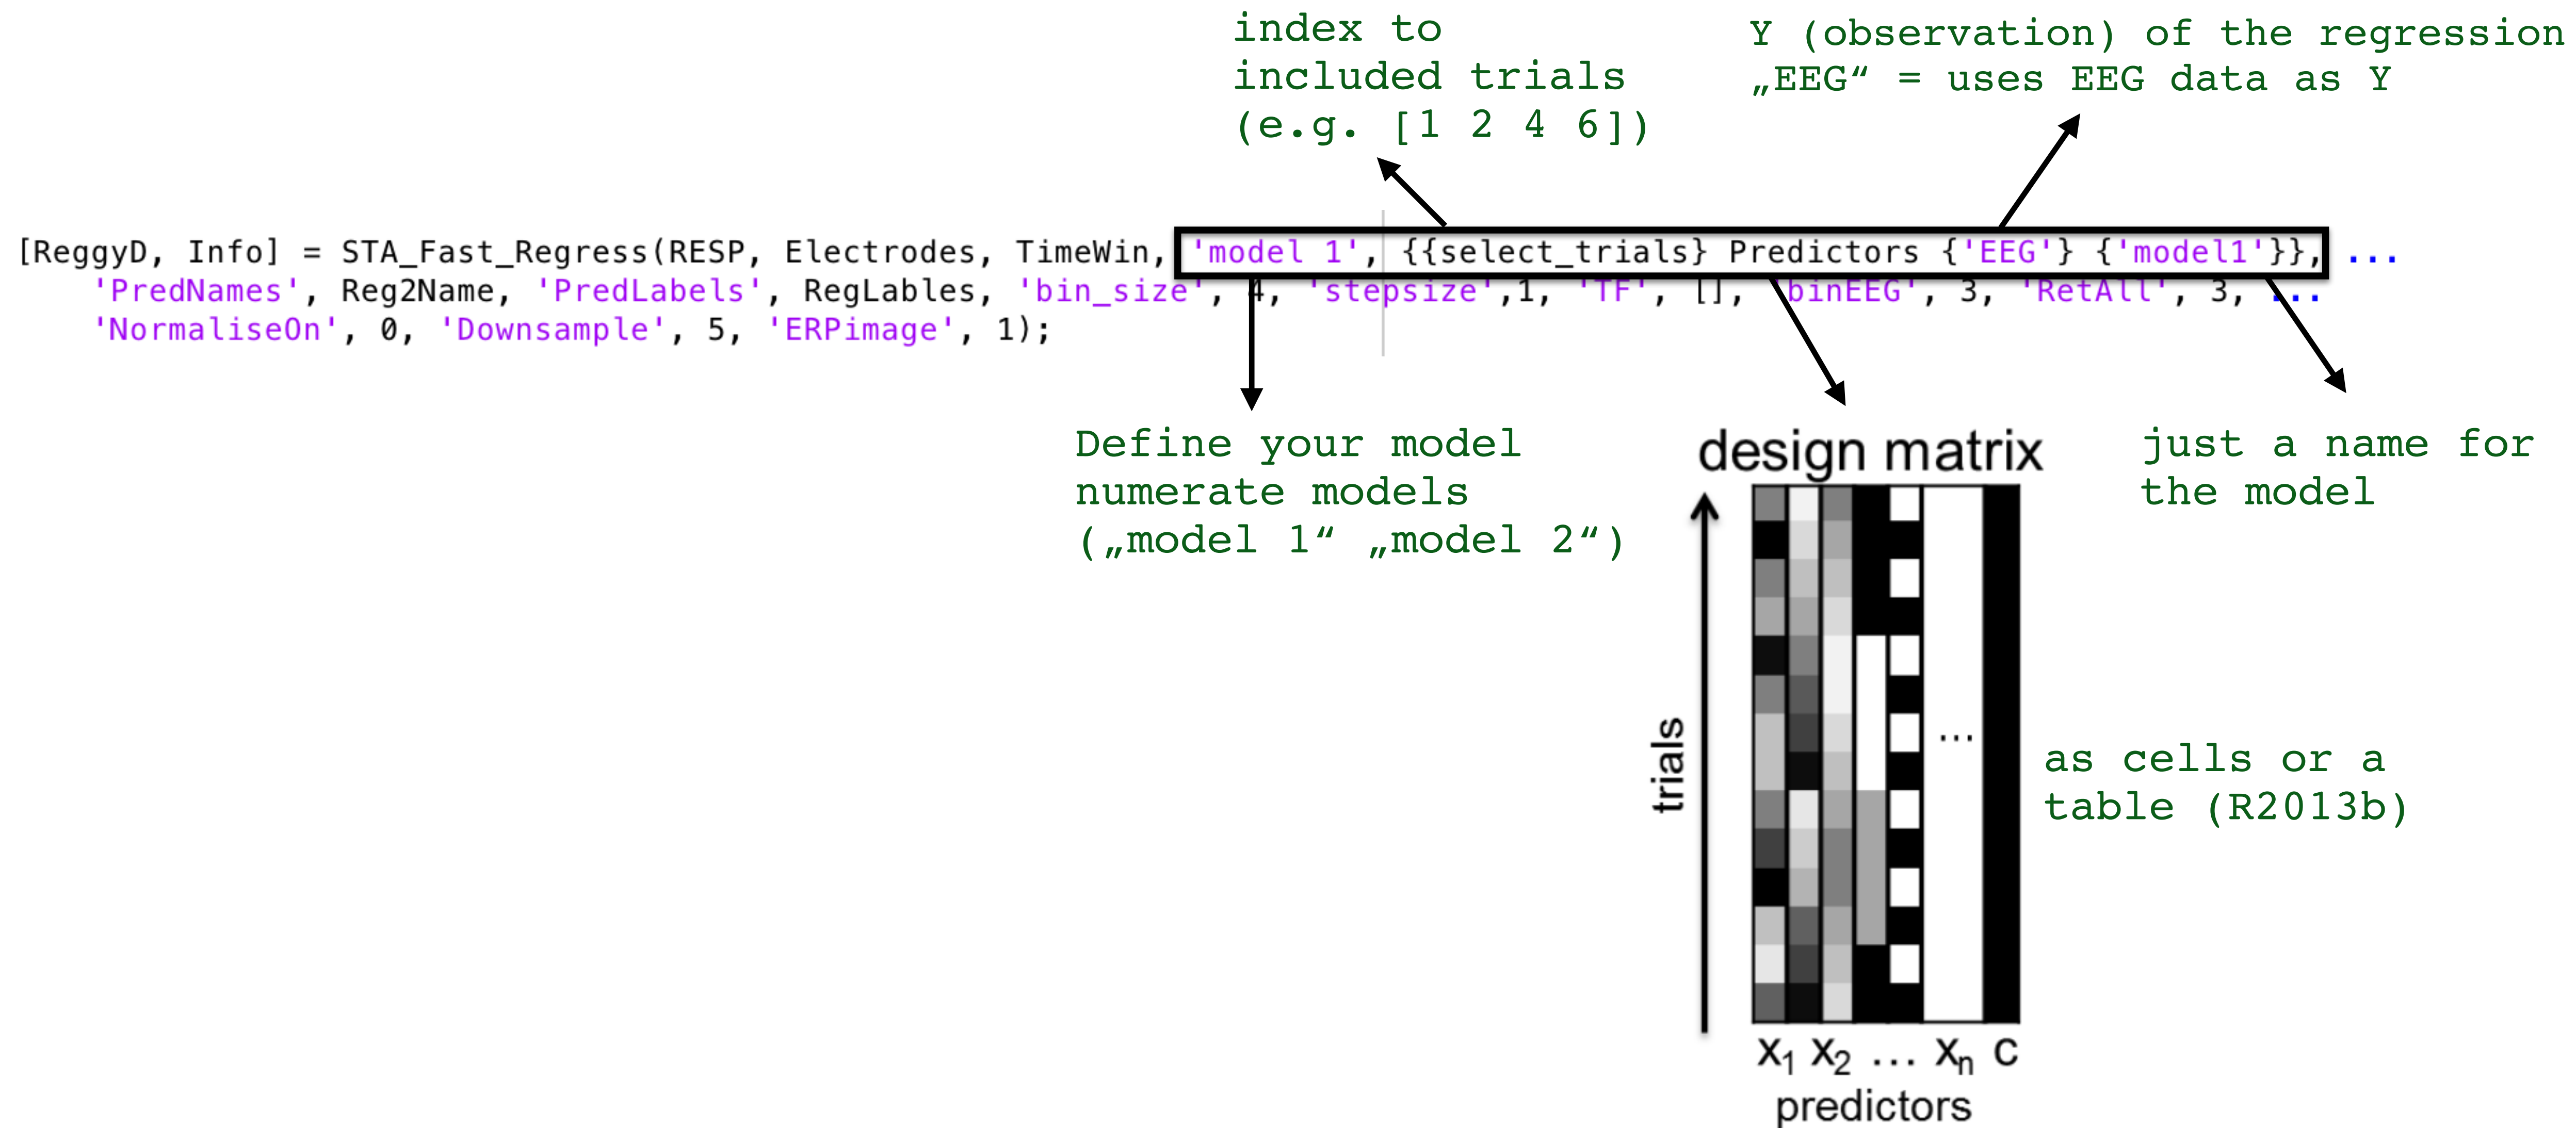 index to
included trials
(e.g. [1 2 4 6])
Y (observation) of the regression
„EEG“ = uses EEG data as Y
[ReggyD, Info] = STA_Fast_Regress(RESP, Electrodes, TimeWin, 'model 1', {{select_trials} Predictors {'EEG'} {'model1'}}, ...
'PredNames', Reg2Name, 'PredLabels', RegLables, 'bin_size', 4, 'stepsize',1, 'TF', [], 'binEEG', 3, 'RetAll', 3, ...
'NormaliseOn', 0, 'Downsample', 5, 'ERPimage', 1);
Define your model
numerate models
(„model 1“ „model 2“)
design matrix
just a name for
the model
trials
...
as cells or a
table (R2013b)
x1 x2 ... xn c
predictors